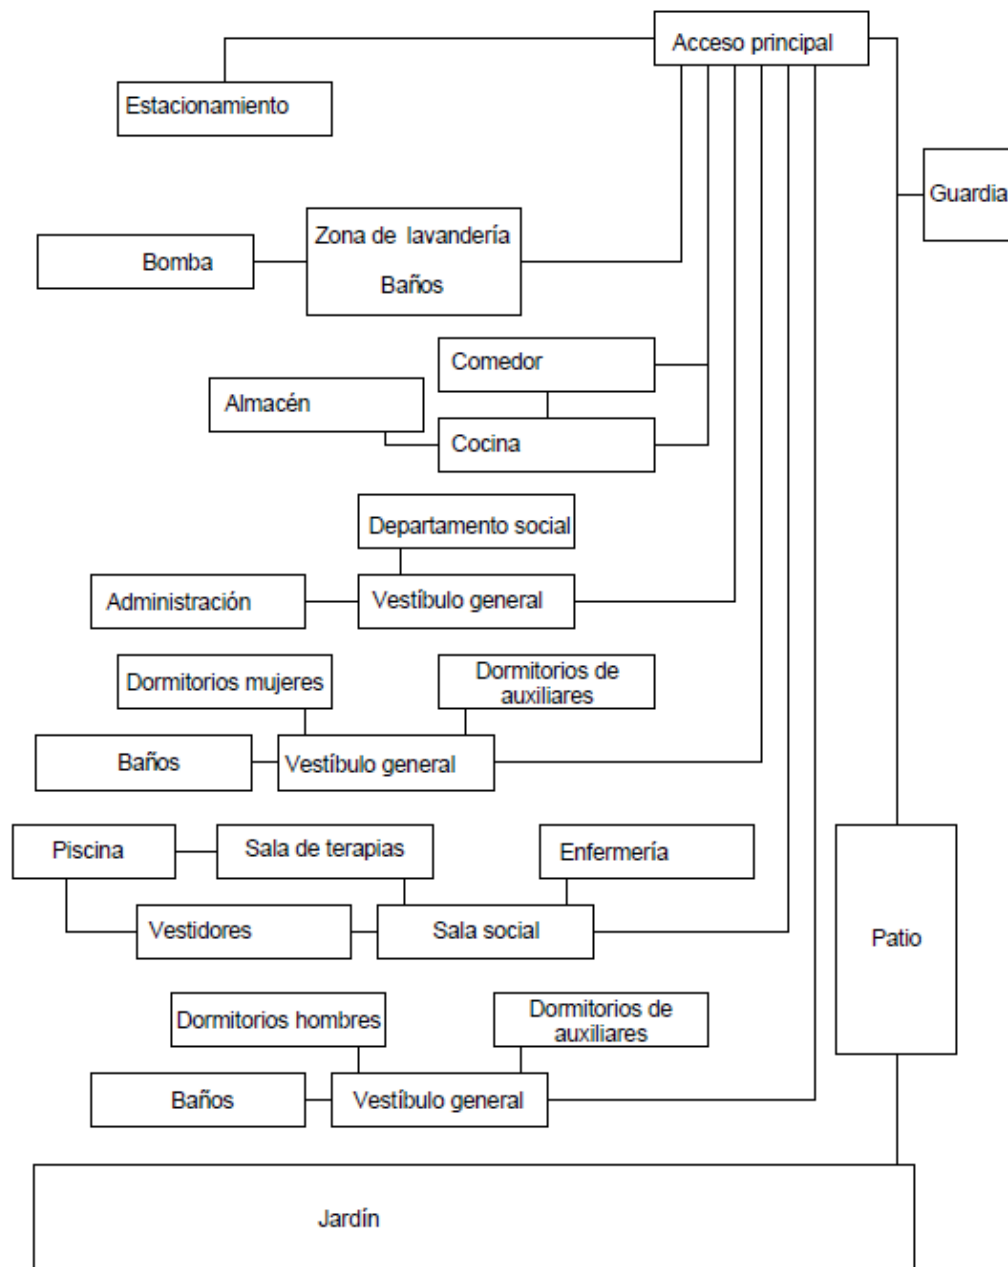 Acceso principal
Estacionamiento
Guardia
Zona de lavandería
Baños
Bomba
Comedor
Almacén
Cocina
Departamento social
Administración
Vestíbulo general
Dormitorios mujeres
Dormitorios de
auxiliares
Baños
Vestíbulo general
Piscina
Sala de terapias
Enfermería
Vestidores
Sala social
Patio
Dormitorios hombres
Dormitorios de
auxiliares
Baños
Vestíbulo general
Jardín